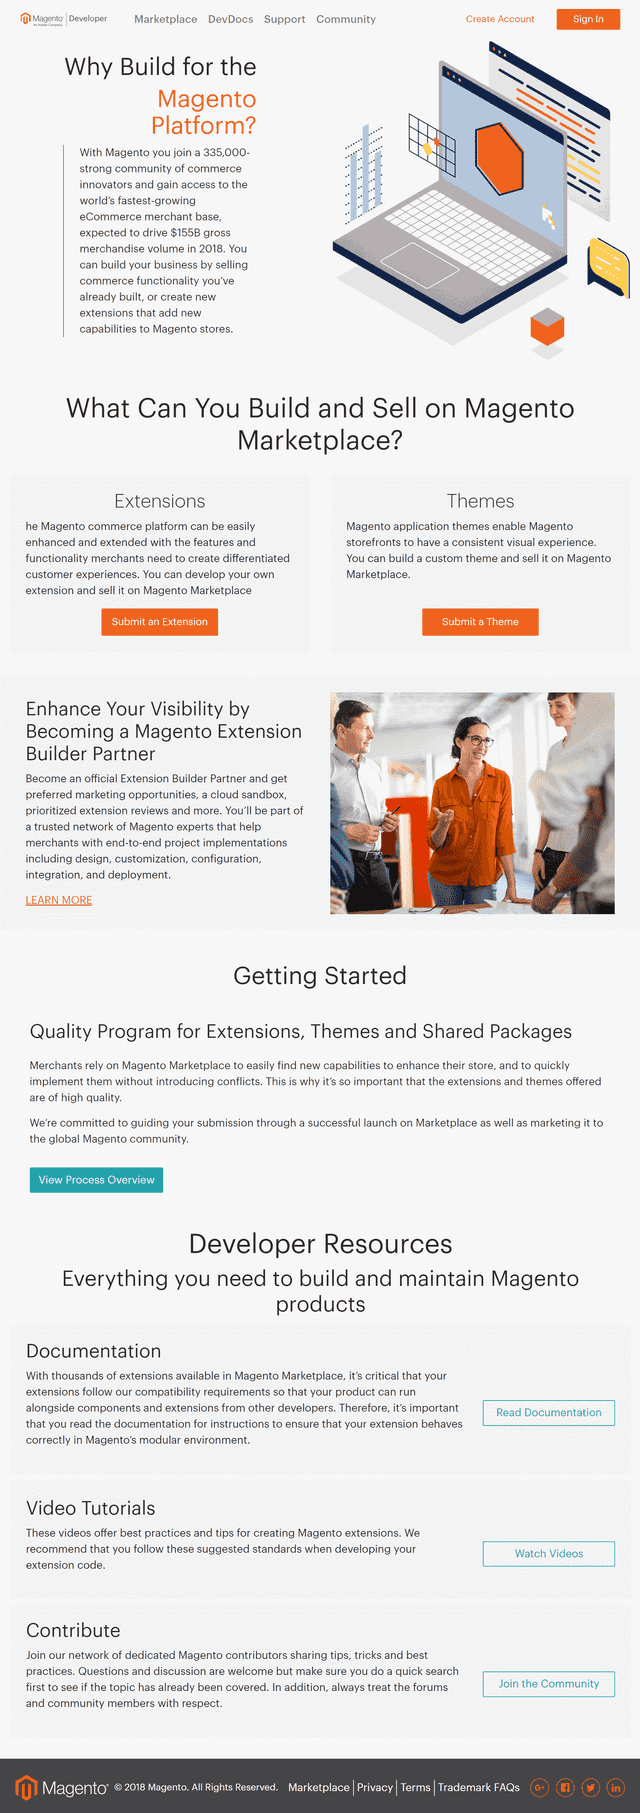 Magento | Developer
An Adobe Company
Marketplace DevDocs Support Community
Create Account Sign In
Why Build for the
Magento
Platform?
With Magento you join a 335,000-
strong community of commerce
innovators and gain access to the
world's fastest-growing
eCommerce merchant base,
expected to drive $155B gross
merchandise volume in 2018. You
can build your business by selling
commerce functionality you've
already built, or create new
extensions that add new
capabilities to Magento stores.
What Can You Build and Sell on Magento
Marketplace?
Extensions
he Magento commerce platform can be easily
enhanced and extended with the features and
functionality merchants need to create differentiated
customer experiences. You can develop your own
extension and sell it on Magento Marketplace
Submit an Extension
Themes
Magento application themes enable Magento
storefronts to have a consistent visual experience.
You can build a custom theme and sell it on Magento
Marketplace.
Submit a Theme
Enhance Your Visibility by
Becoming a Magento Extension
Builder Partner
Become an official Extension Builder Partner and get
preferred marketing opportunities, a cloud sandbox,
prioritized extension reviews and more. You'll be part of
a trusted network of Magento experts that help
merchants with end-to-end project implementations
including design, customization, configuration,
integration, and deployment.
LEARN MORE
Getting Started
Quality Program for Extensions, Themes and Shared Packages
Merchants rely on Magento Marketplace to easily find new capabilities to enhance their store, and to quickly
implement them without introducing conflicts. This is why it's so important that the extensions and themes offered
are of high quality.
We're committed to guiding your submission through a successful launch on Marketplace as well as marketing it to
the global Magento community.
View Process Overview
Developer Resources
Everything you need to build and maintain Magento
products
Documentation
With thousands of extensions available in Magento Marketplace, it's critical that your
extensions follow our compatibility requirements so that your product can run
alongside components and extensions from other developers. Therefore, it's important
that you read the documentation for instructions to ensure that your extension behaves
correctly in Magento's modular environment.
Read Documentation
Video Tutorials
These videos offer best practices and tips for creating Magento extensions. We
recommend that you follow these suggested standards when developing your
extension code.
Watch Videos
Contribute
Join our network of dedicated Magento contributors sharing tips, tricks and best
practices. Questions and discussion are welcome but make sure you do a quick search
first to see if the topic has already been covered. In addition, always treat the forums
and community members with respect.
Join the Community
Magento © 2018 Magento. All Rights Reserved. Marketplace | Privacy | Terms | Trademark FAQs